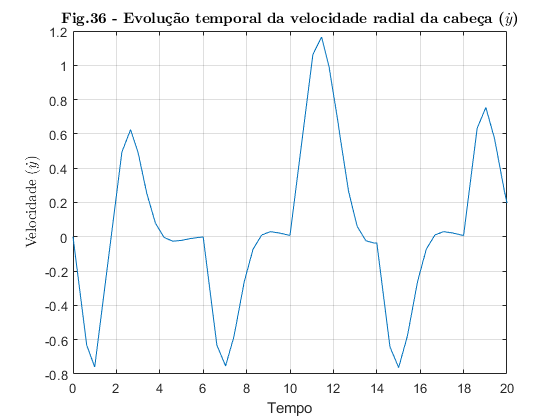 Fig.36 - Evolução temporal da velocidade radial da cabeça (ẏ)
1.2
1
0.8
0.6
0.4
0.2
0
-0.2
-0.4
-0.6
-0.8
Velocidade (ẏ)
0 2 4 6 8 10 12 14 16 18 20
Tempo